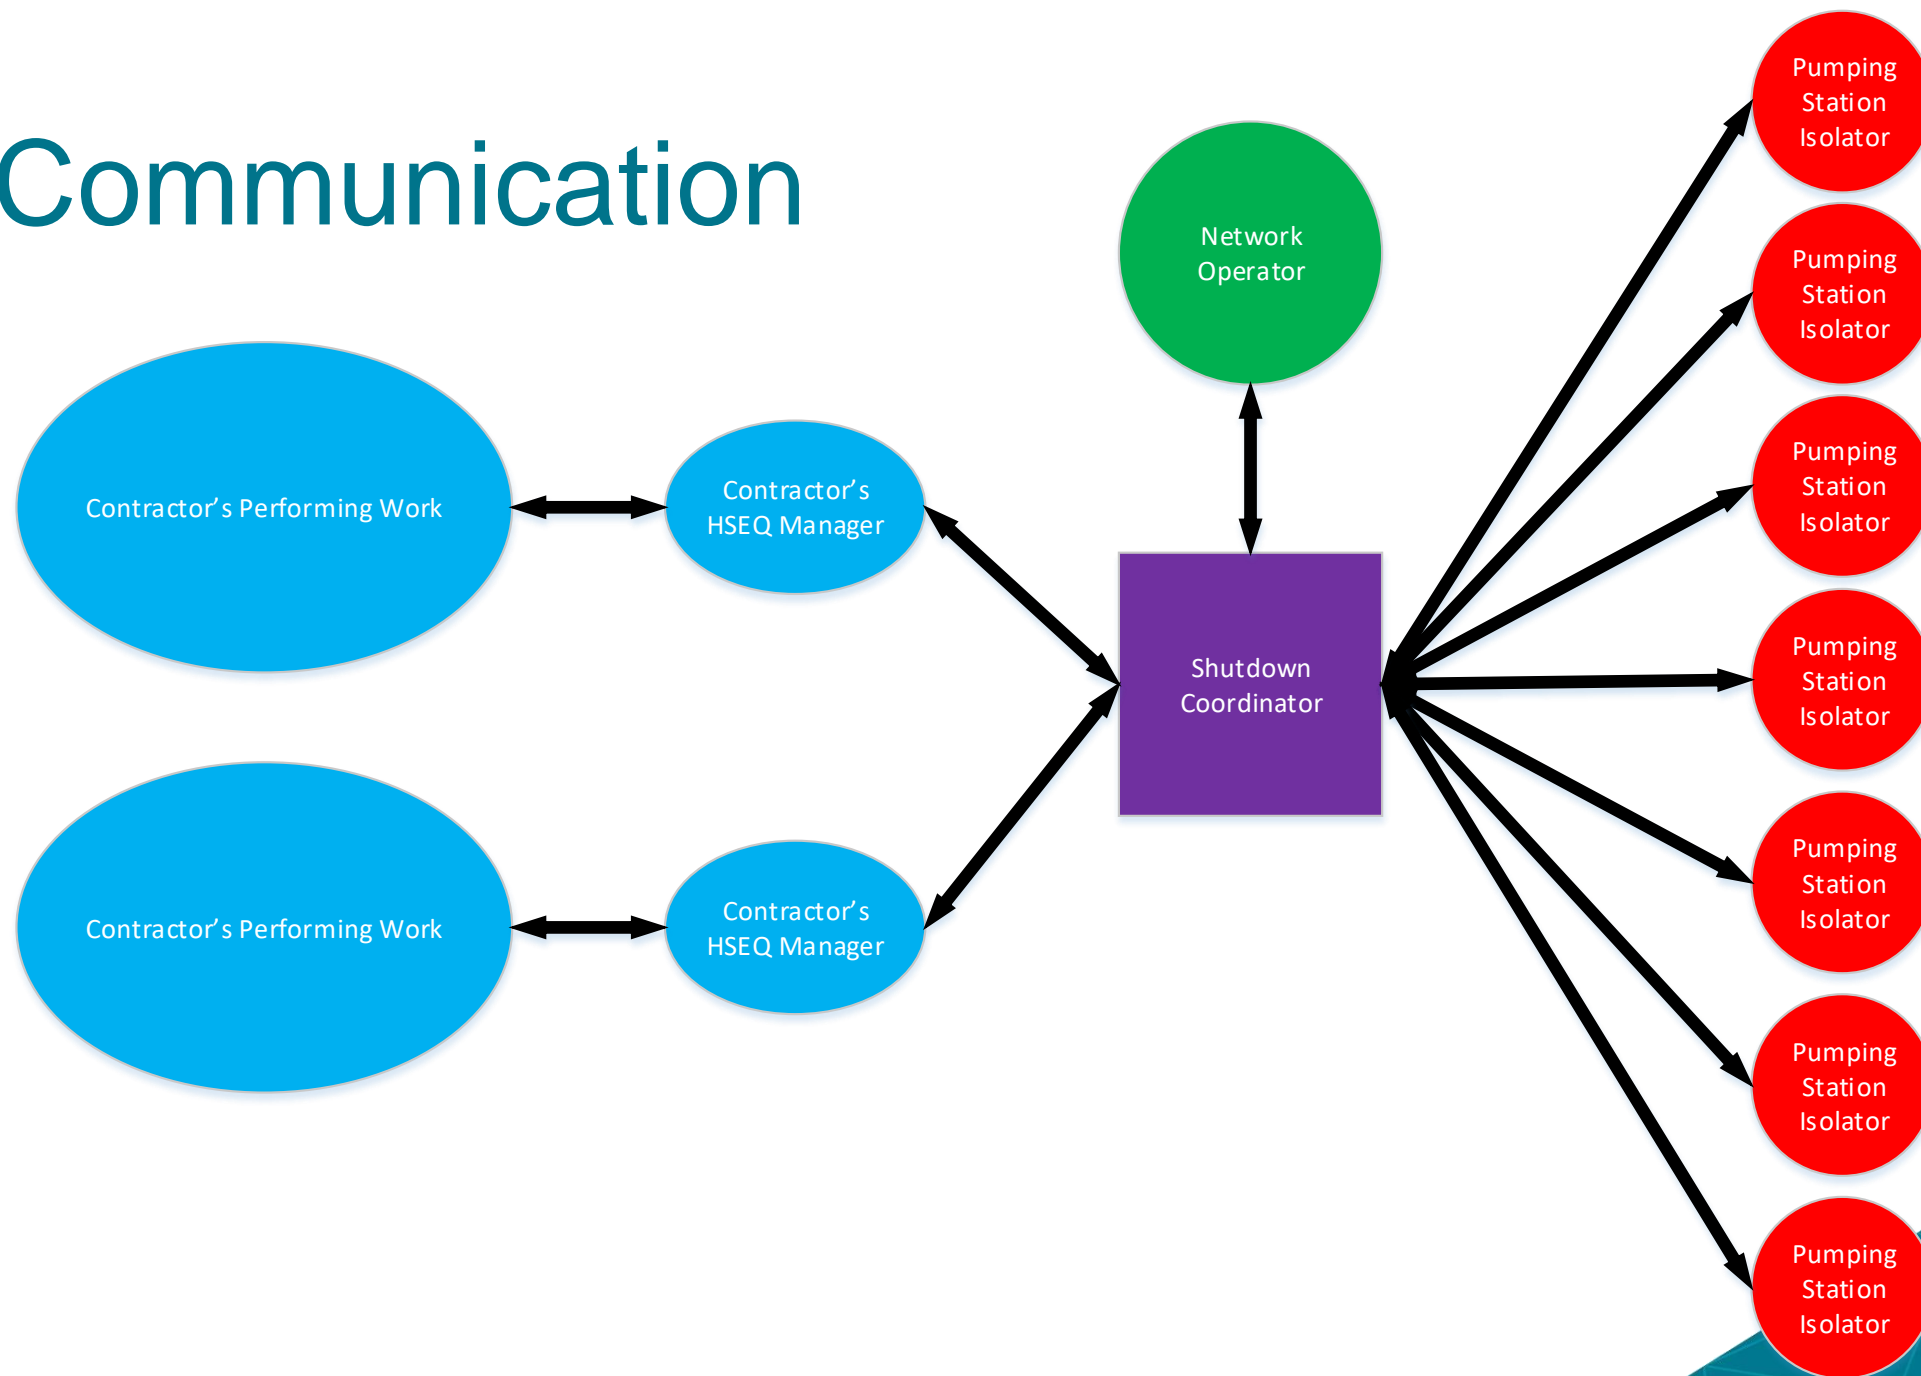 Communication
Network
Operator
Contractor's Performing Work
Contractor's
HSEQ Manager
Shutdown
Coordinator
Contractor's Performing Work
Contractor's
HSEQ Manager
Pumping
Station
Isolator
Pumping
Station
Isolator
Pumping
Station
Isolator
Pumping
Station
Isolator
Pumping
Station
Isolator
Pumping
Station
Isolator
Pumping
Station
Isolator